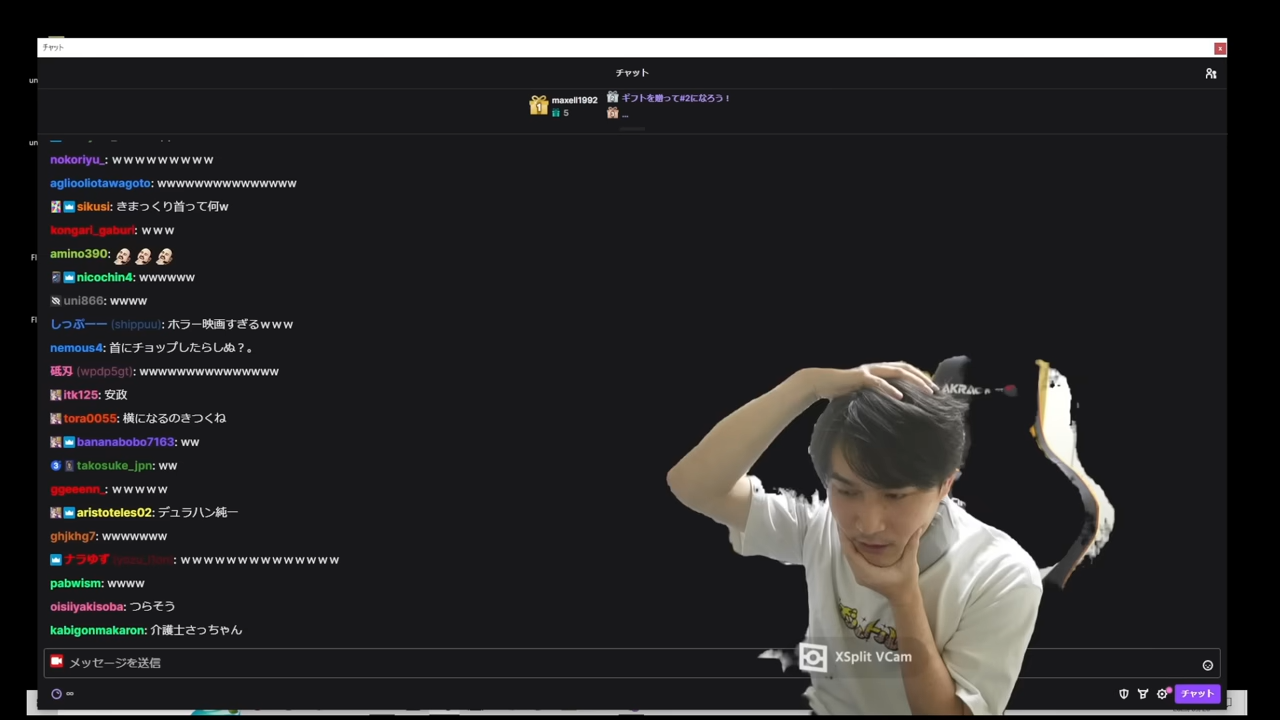 チャット
チャット
maxell1992
5
ギフトを贈って#2になろう！
...
un
nokoriyu_: ｗｗｗｗｗｗｗｗｗ
agliooliotawagoto: wwwwwwwwwwwwwww
sikusi: きまっくり首って何w
kongari_gaburi: ｗｗｗ
amino390:
nicochin4: wwwwww
uni866: wwww
しっぷーー (shippuu): ホラー映画すぎるｗｗｗ
nemous4: 首にチョップしたらしぬ？。
砥刃 (wpdp5gt): wwwwwwwwwwwwwww
itk125: 安政
tora0055: 横になるのきつくね
bananabobo7163: ww
takosuke_jpn: ww
ggeeenn_: ｗｗｗｗｗ
aristoteles02: デュラハン純一
ghjkhg7: wwwwwww
ナラゆず : ｗｗｗｗｗｗｗｗｗｗｗｗｗｗ
pabwism: wwww
oisiiyakisoba: つらそう
kabigonmakaron: 介護士さっちゃん
メッセージを送信
チャット
AKRAC
XSplit VCam